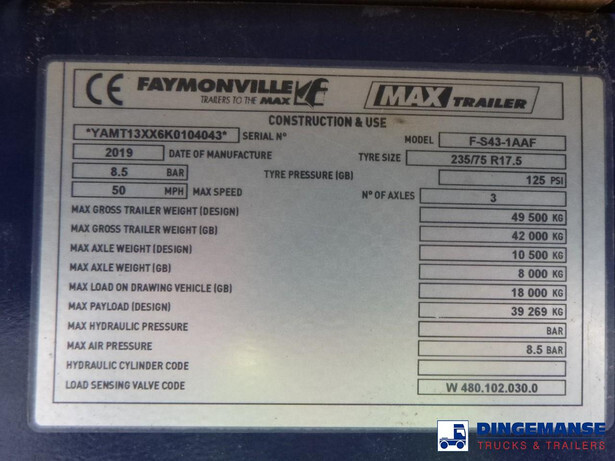 CE FAYMONVILLE
TRAILERS TO THE MAX
MAX TRAILER
CONSTRUCTION & USE
*YAMT13XX6K0104043* SERIAL N° MODEL F-S43-1AAF
2019 DATE OF MANUFACTURE TYRE SIZE 235/75 R17.5
8.5 BAR TYRE PRESSURE (GB) 125 PSI
50 MPH MAX SPEED N° OF AXLES 3
MAX GROSS TRAILER WEIGHT (DESIGN) 49 500 KG
MAX GROSS TRAILER WEIGHT (GB) 42 000 KG
MAX AXLE WEIGHT (DESIGN) 10 500 KG
MAX AXLE WEIGHT (GB) 8 000 KG
MAX LOAD ON DRAWING VEHICLE (GB) 18 000 KG
MAX PAYLOAD (DESIGN) 39 269 KG
MAX HYDRAULIC PRESSURE BAR
MAX AIR PRESSURE 8.5 BAR
HYDRAULIC CYLINDER CODE
LOAD SENSING VALVE CODE W 480.102.030.0
DINGEMANSE
TRUCKS & TRAILERS